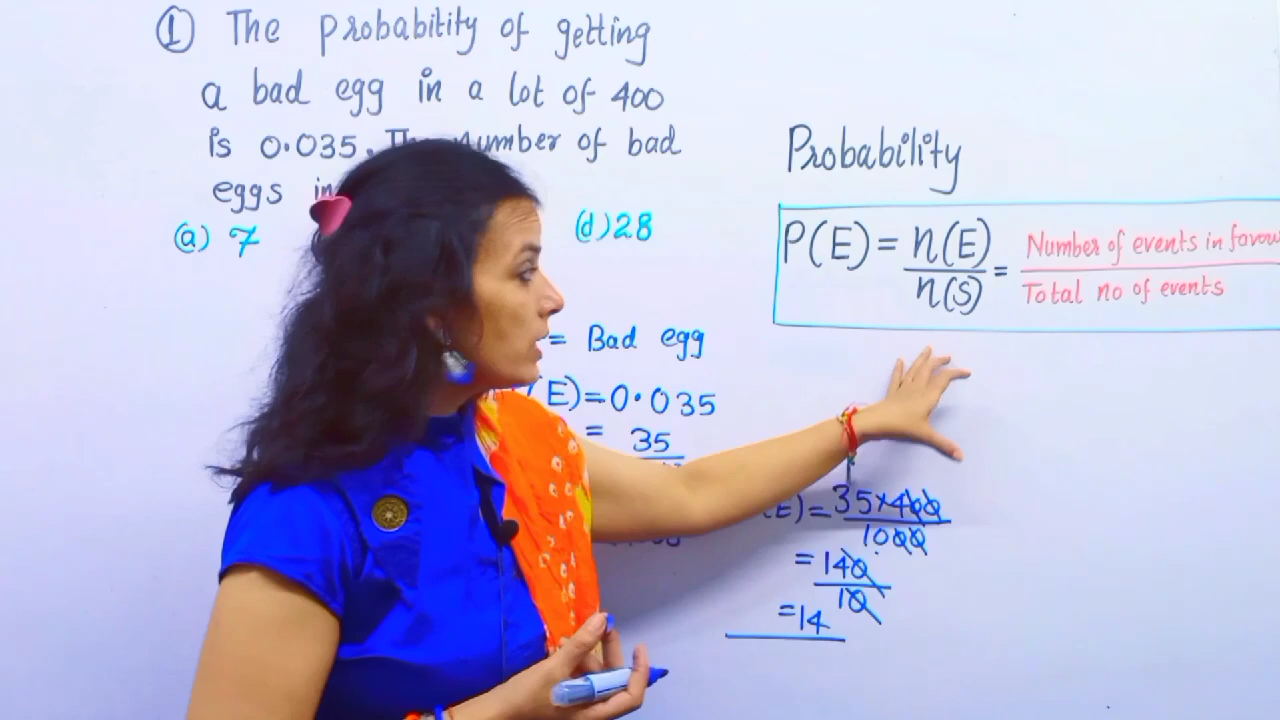 ① The probability of getting
a bad egg in a lot of 400
is 0.035. The number of bad
eggs in
(a) 7 (d) 28
Probability
P(E) = n(E) / n(S) = Number of events in favou / Total no of events
= Bad egg
(E) = 0.035
= 35
(E) = 35×400 / 1000
= 140 / 10
= 14